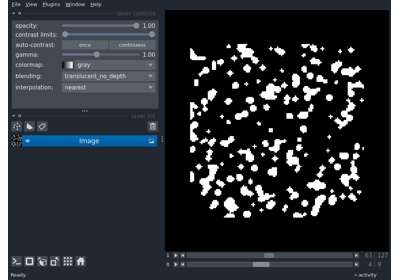 File View Plugins Window Help
layer controls
opacity: 1.00
contrast limits:
auto-contrast: once continuous
gamma: 1.00
colormap: gray
blending: translucent_no_depth
interpolation: nearest
layer list
Image
1 63 127
0 4 9
Ready
activity